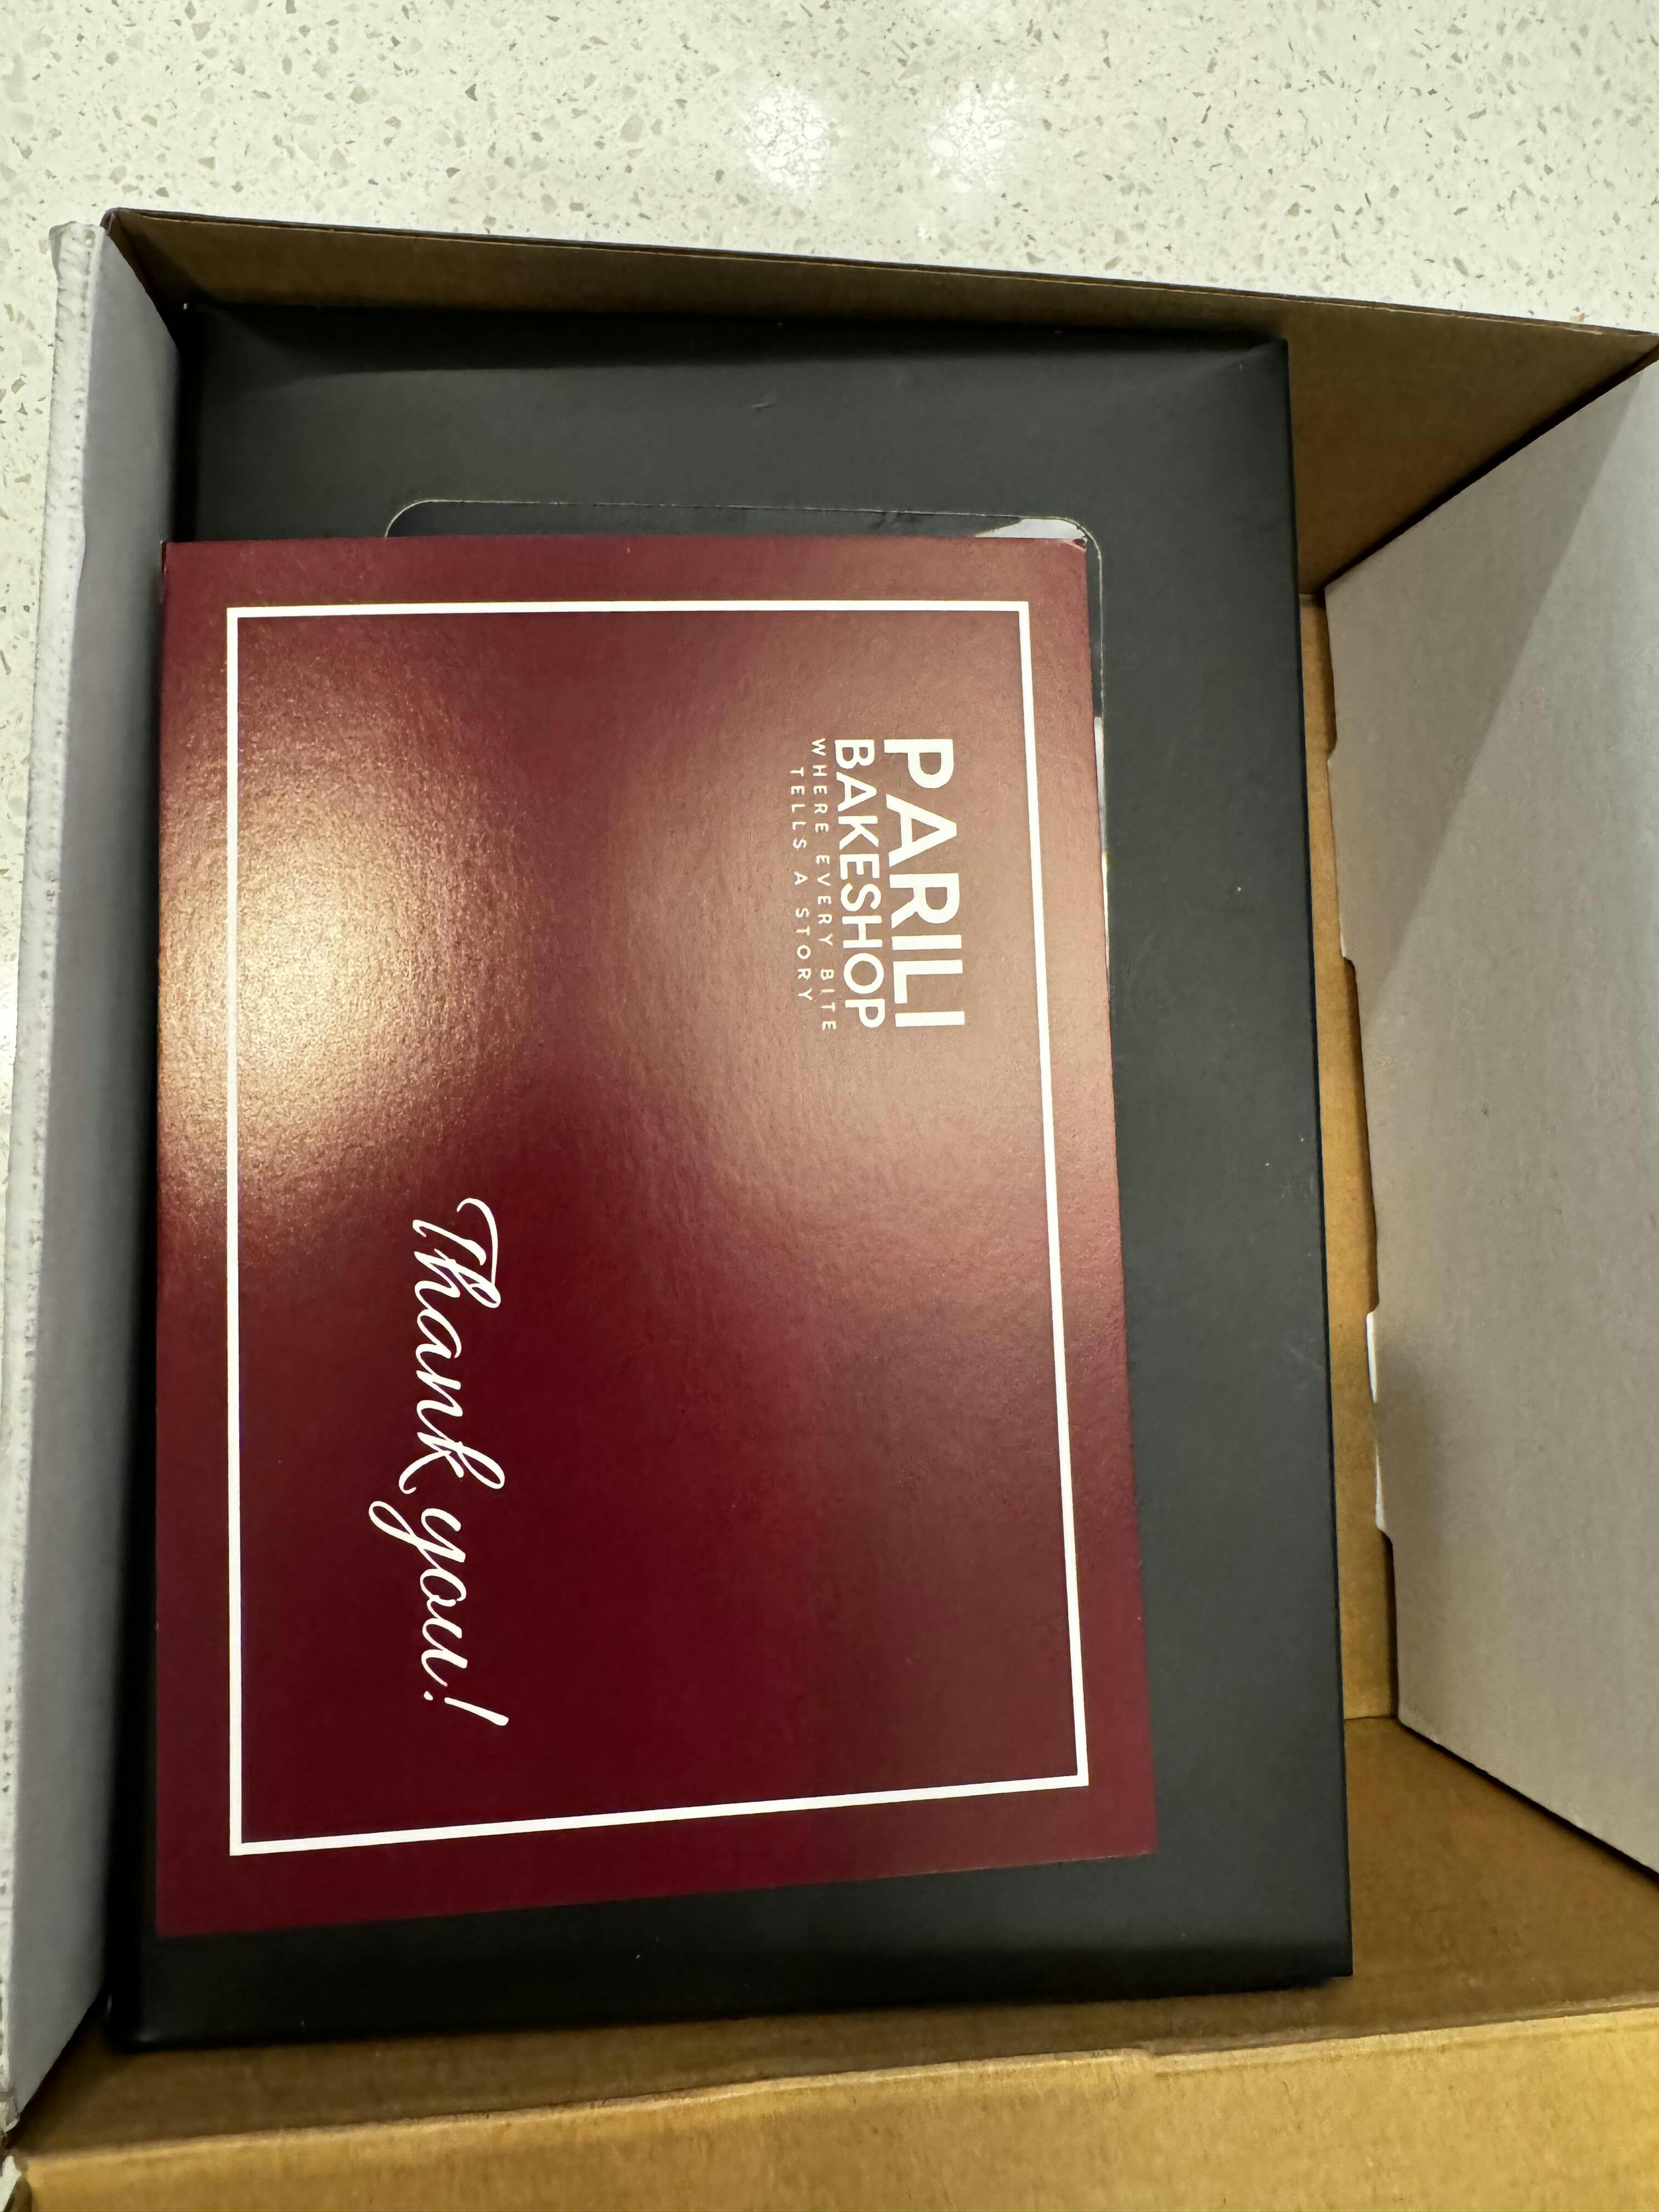 PARILI
BAKESHOP
WHERE EVERY BITE
TELLS A STORY
Thank you!